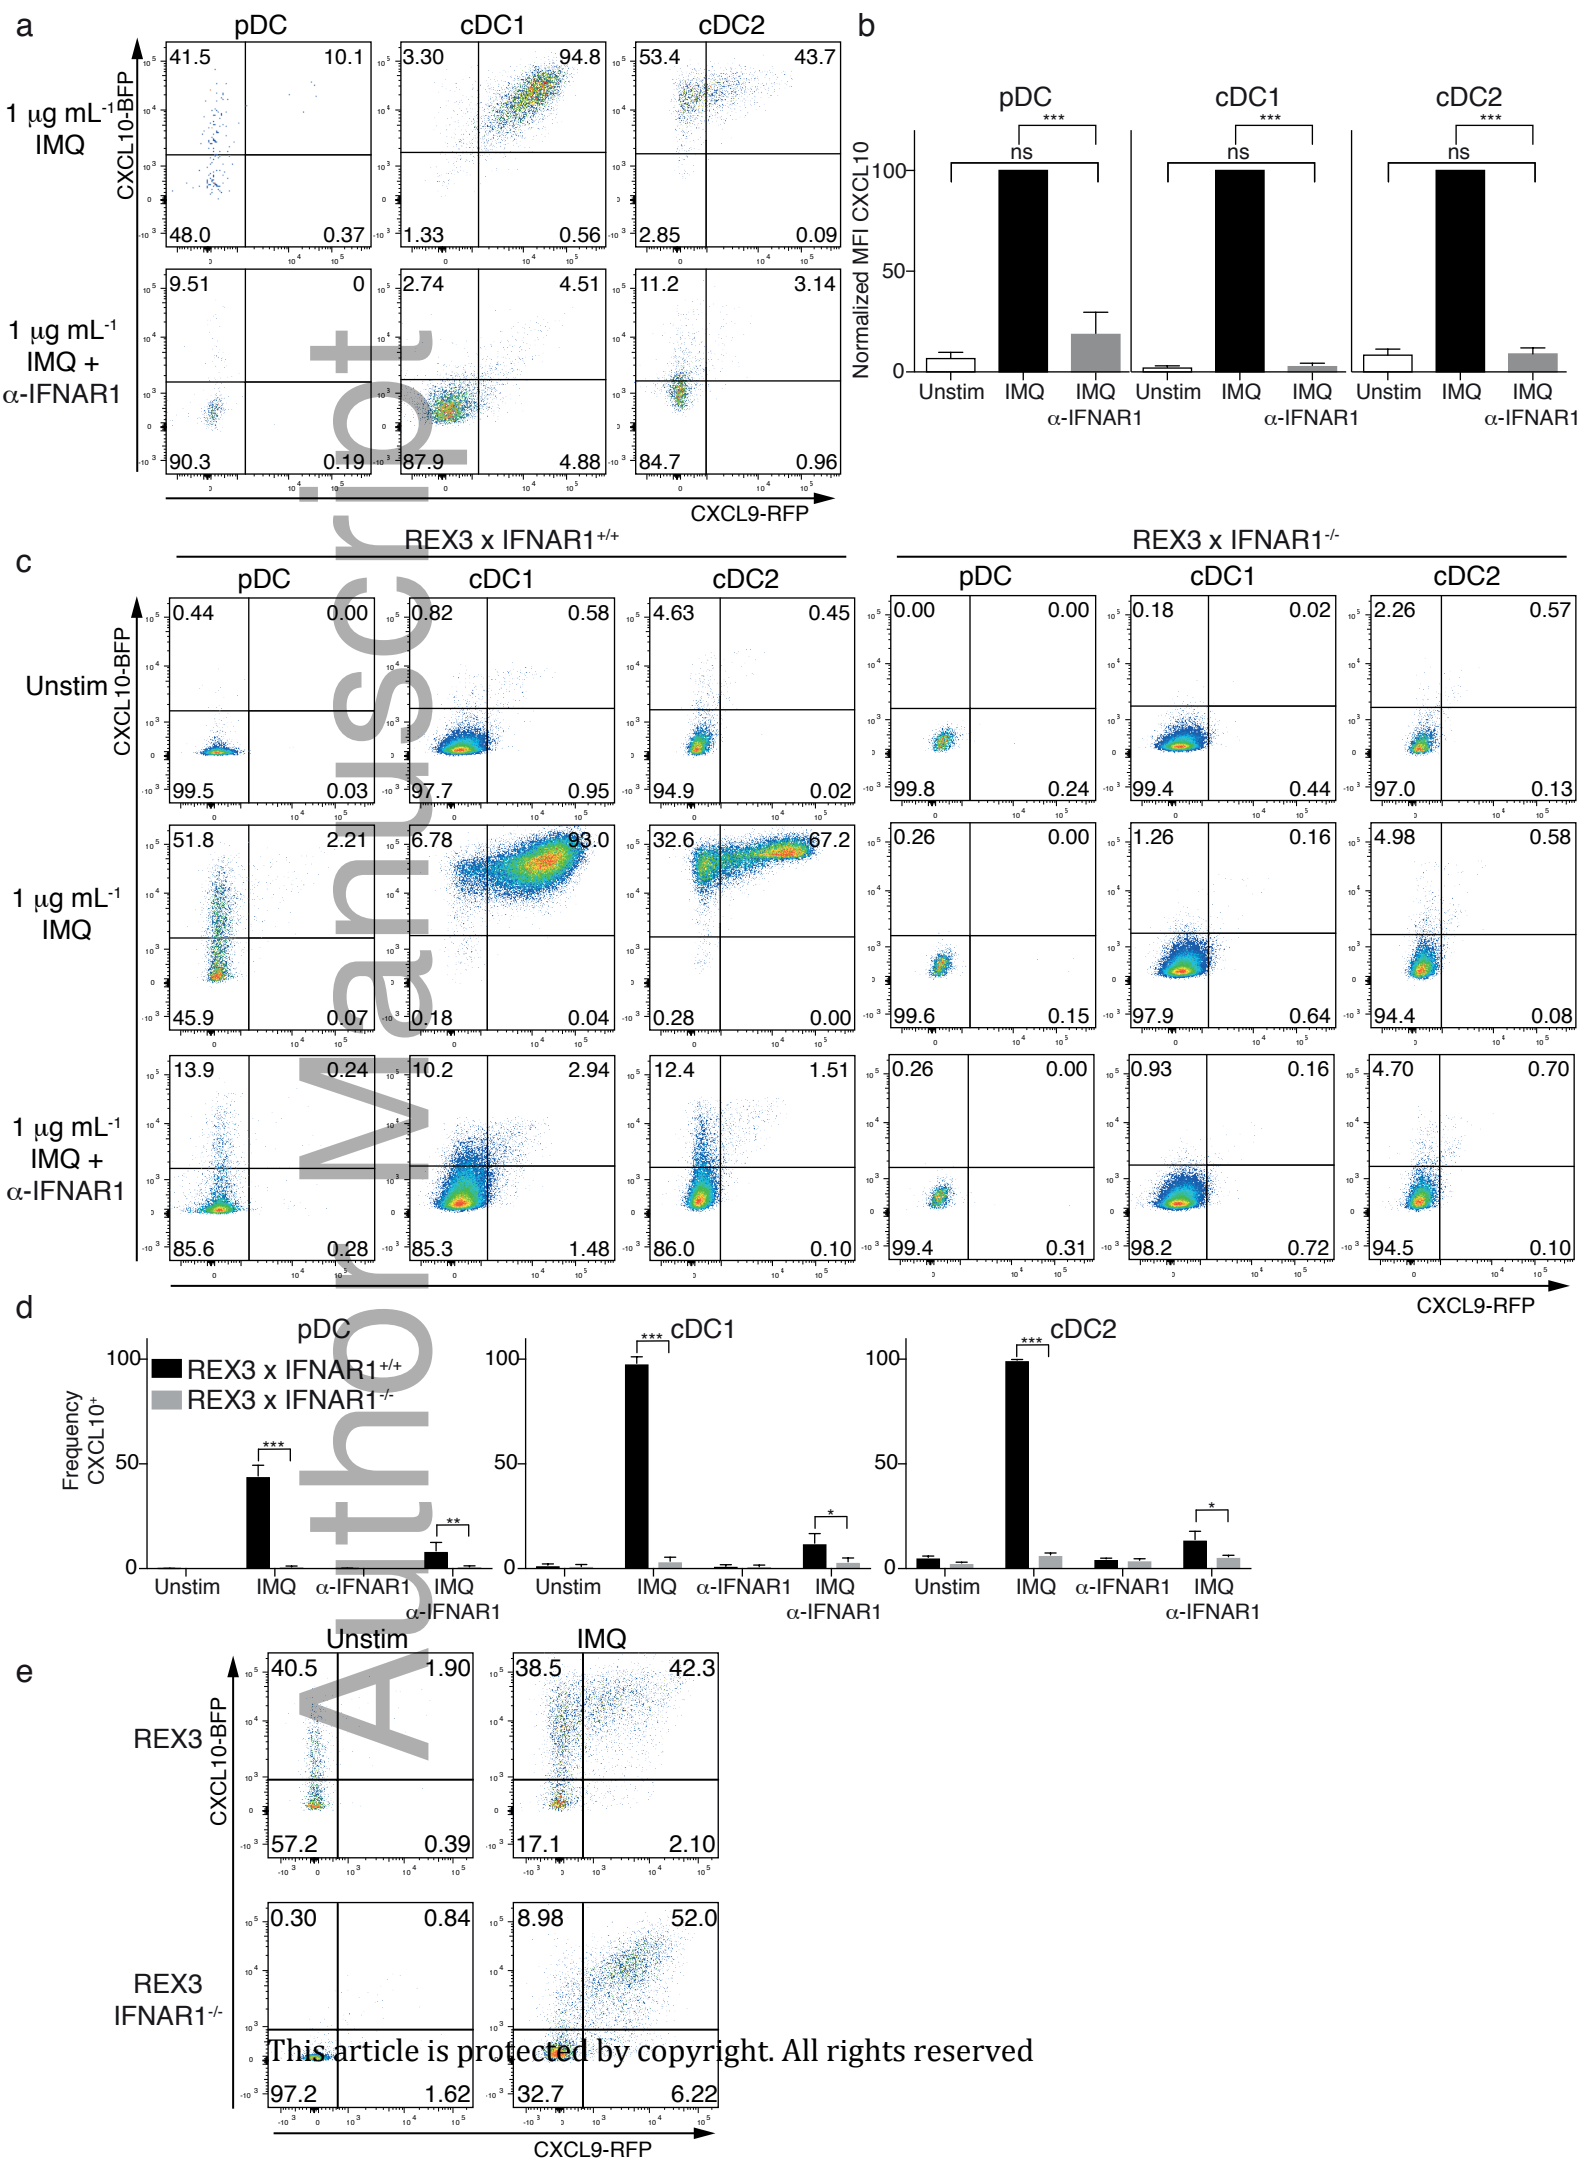 a
pDC
cDC1
cDC2
1 µg mL-1
IMQ
CXCL10-BFP
41.5 10.1
48.0 0.37
3.30 94.8
1.33 0.56
53.4 43.7
2.85 0.09
1 µg mL-1
IMQ +
α-IFNAR1
9.51 0
90.3 0.19
2.74 4.51
87.9 4.88
11.2 3.14
84.7 0.96
CXCL9-RFP
b
pDC cDC1 cDC2
*** *** ***
ns ns ns
Normalized MFI CXCL10
100
50
0
Unstim IMQ IMQ
α-IFNAR1
Unstim IMQ IMQ
α-IFNAR1
Unstim IMQ IMQ
α-IFNAR1
c
REX3 x IFNAR1+/+
REX3 x IFNAR1-/-
pDC cDC1 cDC2 pDC cDC1 cDC2
Unstim
CXCL10-BFP
0.44 0.00
99.5 0.03
0.82 0.58
97.7 0.95
4.63 0.45
94.9 0.02
0.00 0.00
99.8 0.24
0.18 0.02
99.4 0.44
2.26 0.57
97.0 0.13
1 µg mL-1
IMQ
51.8 2.21
45.9 0.07
6.78 93.0
0.18 0.04
32.6 67.2
0.28 0.00
0.26 0.00
99.6 0.15
1.26 0.16
97.9 0.64
4.98 0.58
94.4 0.08
1 µg mL-1
IMQ +
α-IFNAR1
13.9 0.24
85.6 0.28
10.2 2.94
85.3 1.48
12.4 1.51
86.0 0.10
0.26 0.00
99.4 0.31
0.93 0.16
98.2 0.72
4.70 0.70
94.5 0.10
CXCL9-RFP
d
pDC cDC1 cDC2
REX3 x IFNAR1+/+
REX3 x IFNAR1-/-
Frequency
CXCL10+
100
50
0
*** **
Unstim IMQ α-IFNAR1 IMQ
α-IFNAR1
100
50
0
*** *
Unstim IMQ α-IFNAR1 IMQ
α-IFNAR1
100
50
0
*** *
Unstim IMQ α-IFNAR1 IMQ
α-IFNAR1
e
Unstim IMQ
REX3
CXCL10-BFP
40.5 1.90
57.2 0.39
38.5 42.3
17.1 2.10
REX3
IFNAR1-/-
0.30 0.84
97.2 1.62
8.98 52.0
32.7 6.22
CXCL9-RFP
Author Manuscript
This article is protected by copyright. All rights reserved